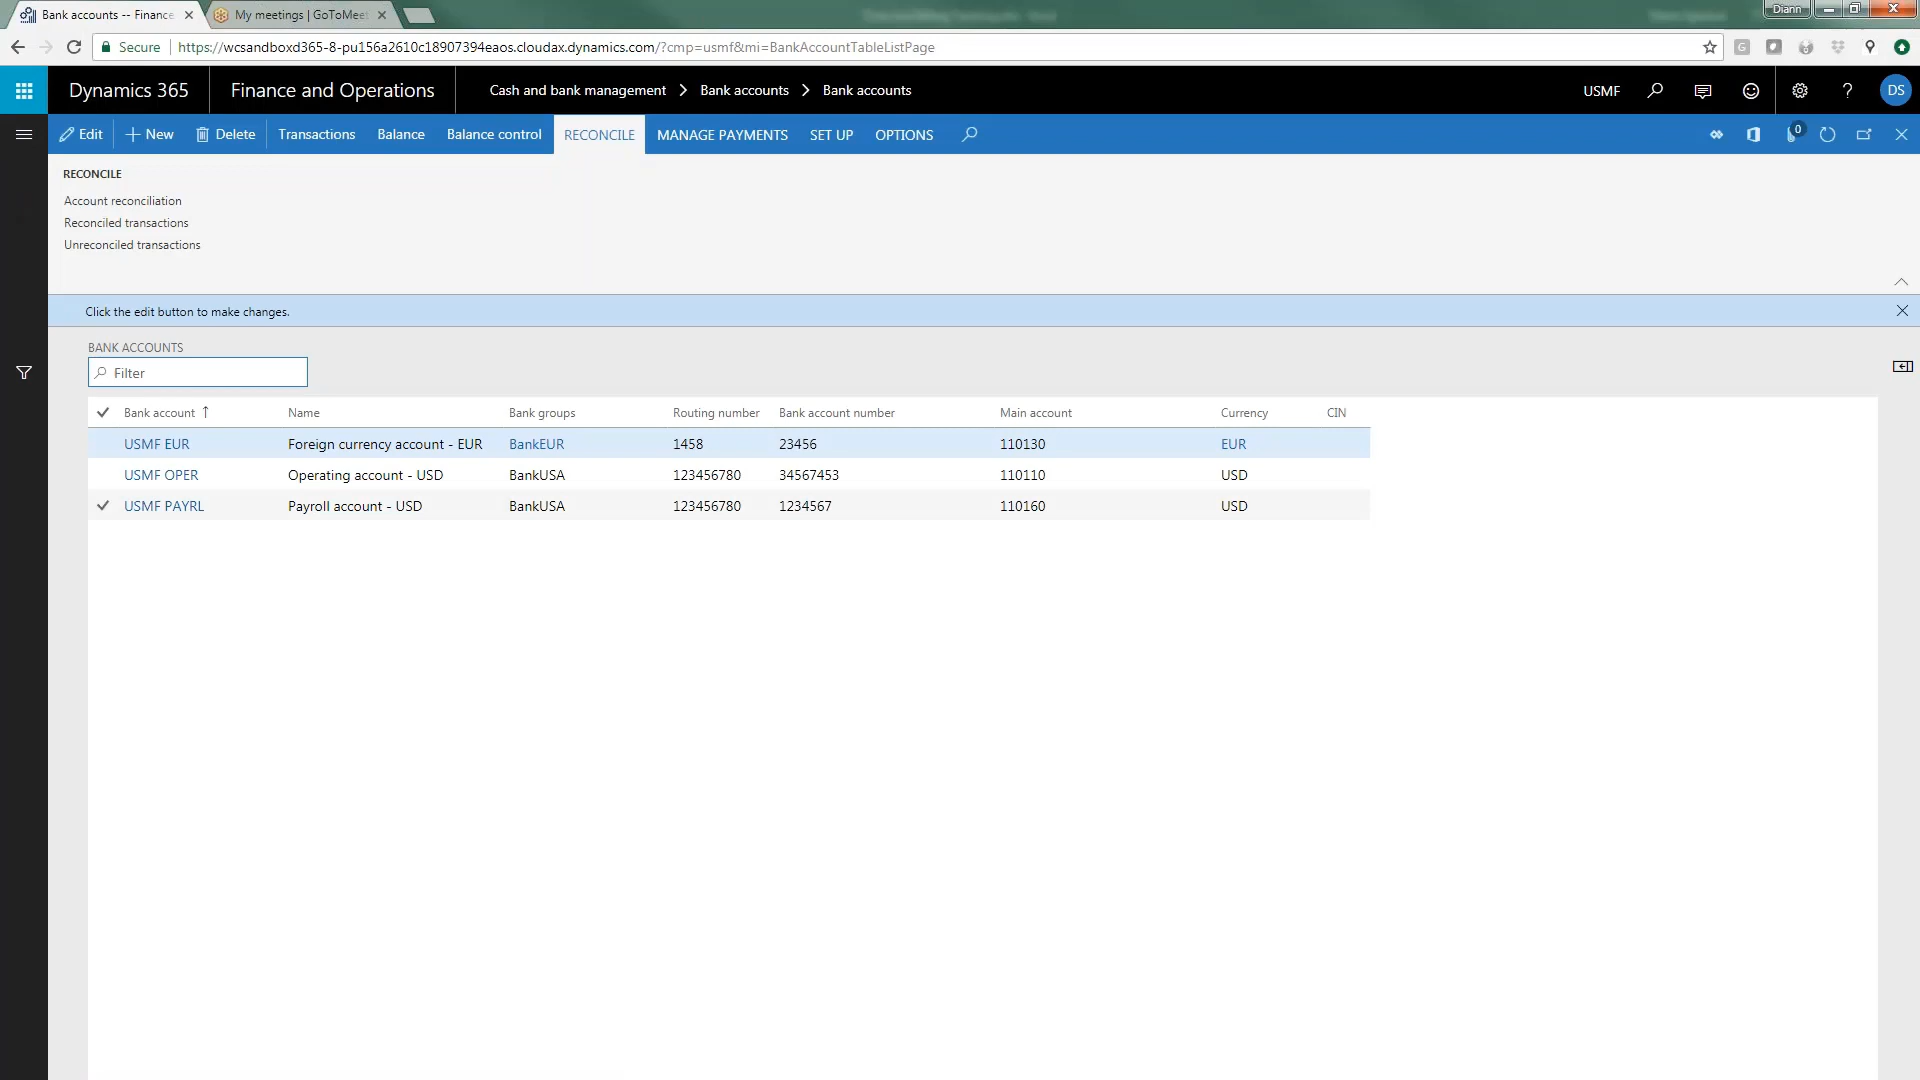 Bank accounts -- Finance
My meetings | GoToMeet
Diann
Secure
https://wcsandboxd365-8-pu156a2610c18907394eaos.cloudax.dynamics.com/?cmp=usmf&mi=BankAccountTableListPage
Dynamics 365
Finance and Operations
Cash and bank management > Bank accounts > Bank accounts
USMF
?
DS
Edit
New
Delete
Transactions
Balance
Balance control
RECONCILE
MANAGE PAYMENTS
SET UP
OPTIONS
0
RECONCILE
Account reconciliation
Reconciled transactions
Unreconciled transactions
Click the edit button to make changes.
BANK ACCOUNTS
Filter
Bank account ↑ Name Bank groups Routing number Bank account number Main account Currency CIN
USMF EUR Foreign currency account - EUR BankEUR 1458 23456 110130 EUR
USMF OPER Operating account - USD BankUSA 123456780 34567453 110110 USD
USMF PAYRL Payroll account - USD BankUSA 123456780 1234567 110160 USD